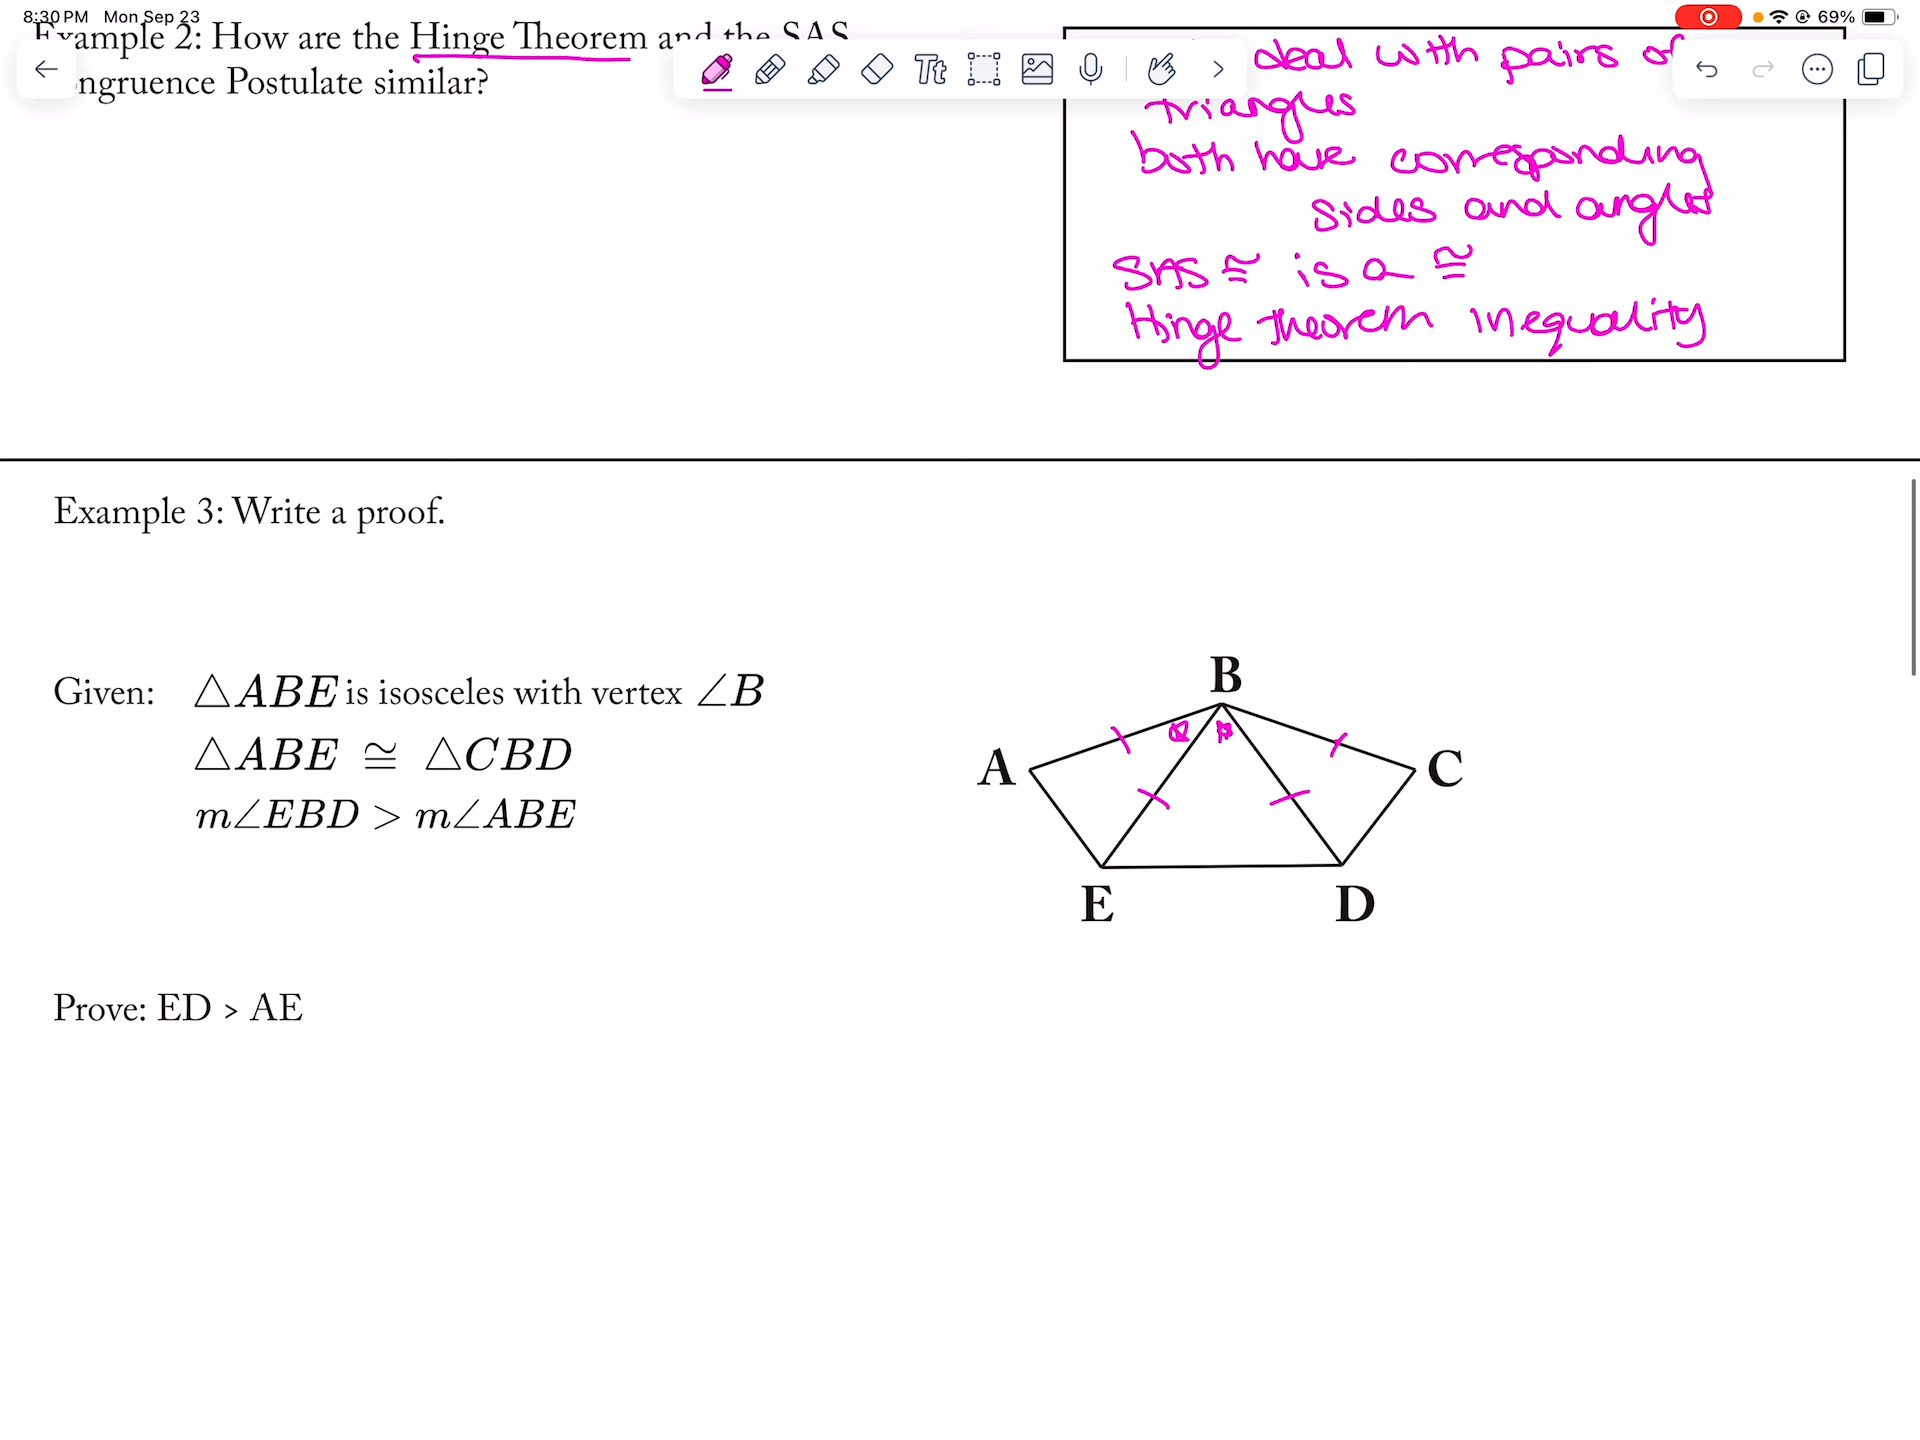 8:30 PM Mon Sep 23
69%
Example 2: How are the Hinge Theorem and the SAS
ngruence Postulate similar?
Tt
deal with pairs of
triangles
both have corresponding
sides and angles
SAS ≅ is a ≅
Hinge Theorem inequality
Example 3: Write a proof.
Given: △ABE is isosceles with vertex ∠B
△ABE ≅ △CBD
m∠EBD > m∠ABE
B
A
C
E
D
Prove: ED > AE